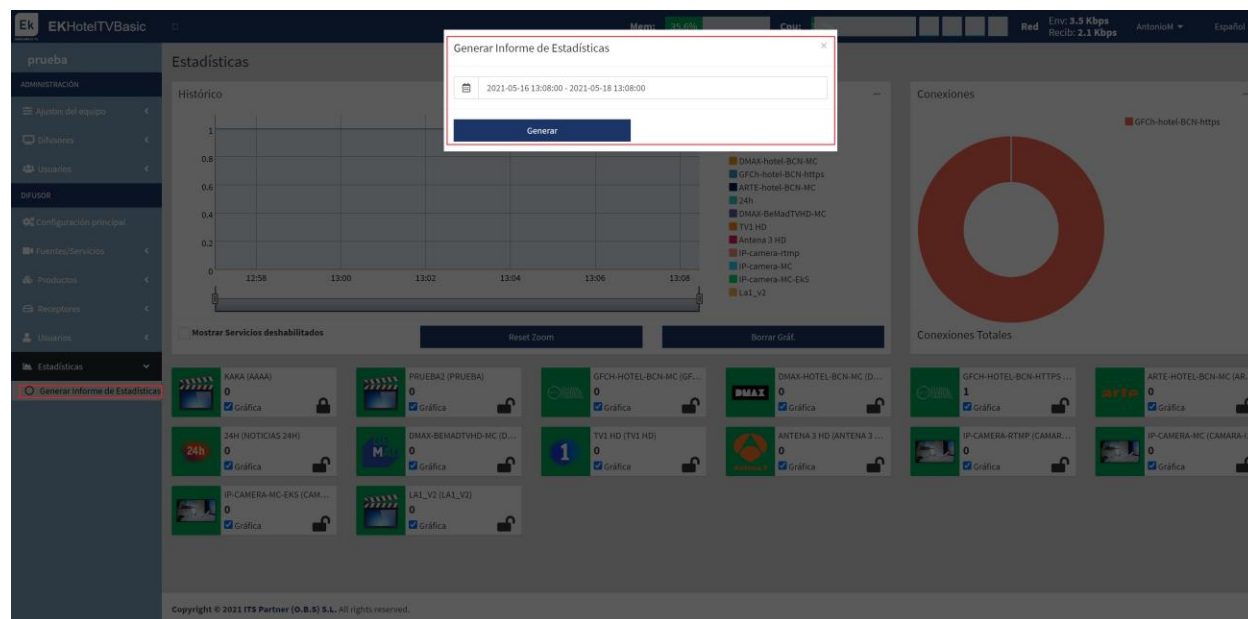 Ek EKHotelTVBasic
Mem: 35.6%
Cpu:
Red
Env: 3.5 Kbps
Recib: 2.1 Kbps
AntonioM
Español
prueba
ADMINISTRACIÓN
Ajustes del equipo
Difusores
Usuarios
DIFUSOR
Configuración principal
Fuentes/Servicios
Productos
Receptores
Usuarios
Estadísticas
Generar Informe de Estadísticas
Generar Informe de Estadísticas
×
2021-05-16 13:08:00 - 2021-05-18 13:08:00
Generar
Estadísticas
Histórico
1
0.8
0.6
0.4
0.2
0
12:58
13:00
13:02
13:04
13:06
13:08
DMAX-hotel-BCN-MC
GFCh-hotel-BCN-https
ARTE-hotel-BCN-MC
24h
DMAX-BeMadTVHD-MC
TV1 HD
Antena 3 HD
IP-camera-rtmp
IP-camera-MC
IP-camera-MC-EkS
La1_v2
Mostrar Servicios deshabilitados
Reset Zoom
Borrar Gráf.
Conexiones
GFCh-hotel-BCN-https
Conexiones Totales
KAKA (AAAA)
0
Gráfica
PRUEBA2 (PRUEBA)
0
Gráfica
GFCH-HOTEL-BCN-MC (GF...
0
Gráfica
DMAX
DMAX-HOTEL-BCN-MC (D...
0
Gráfica
GFCH-HOTEL-BCN-HTTPS ...
1
Gráfica
arte
ARTE-HOTEL-BCN-MC (AR.
0
Gráfica
24h
24H (NOTICIAS 24H)
0
Gráfica
DMAX-BEMADTVHD-MC (D...
0
Gráfica
1
TV1 HD (TV1 HD)
0
Gráfica
ANTENA 3 HD (ANTENA 3 ...
0
Gráfica
IP-CAMERA-RTMP (CAMAR...
0
Gráfica
IP-CAMERA-MC (CAMARA-I.
0
Gráfica
IP-CAMERA-MC-EKS (CAM...
0
Gráfica
LA1_V2 (LA1_V2)
0
Gráfica
Copyright © 2021 ITS Partner (O.B.S) S.L. All rights reserved.